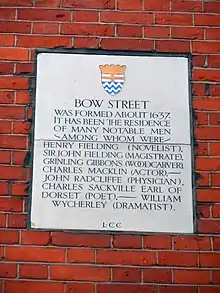 BOW STREET
WAS FORMED ABOUT 1637.
IT HAS BEEN THE RESIDENCE
OF MANY NOTABLE MEN
AMONG WHOM WERE
HENRY FIELDING (NOVELIST),
SIR JOHN FIELDING (MAGISTRATE),
GRINLING GIBBONS (WOODCARVER)
CHARLES MACKLIN (ACTOR),—
JOHN RADCLIFFE (PHYSICIAN),
CHARLES SACKVILLE EARL OF
DORSET (POET),— WILLIAM
WYCHERLEY (DRAMATIST).
L·C·C